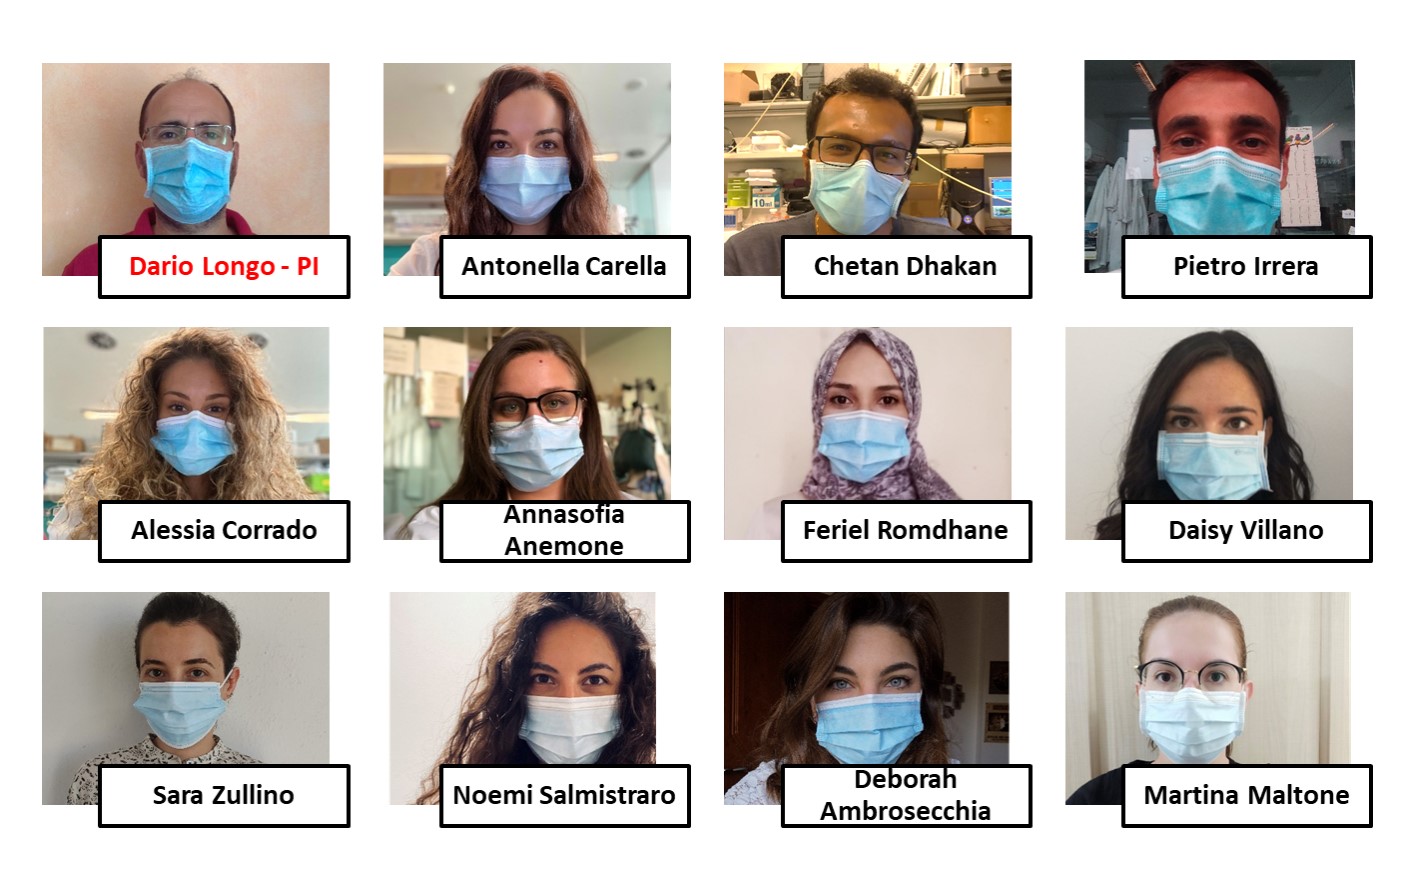 Dario Longo - PI
Antonella Carella
Chetan Dhakan
Pietro Irrera
Alessia Corrado
Annasofia
Anemone
Feriel Romdhane
Daisy Villano
Sara Zullino
Noemi Salmistraro
Deborah
Ambrosecchia
Martina Maltone
10ml